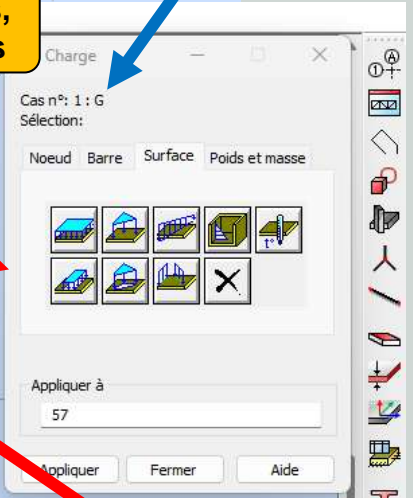 s
Charge
Cas n°: 1 : G
Sélection:
Noeud Barre Surface Poids et masse
t°
Appliquer à
57
Appliquer Fermer Aide